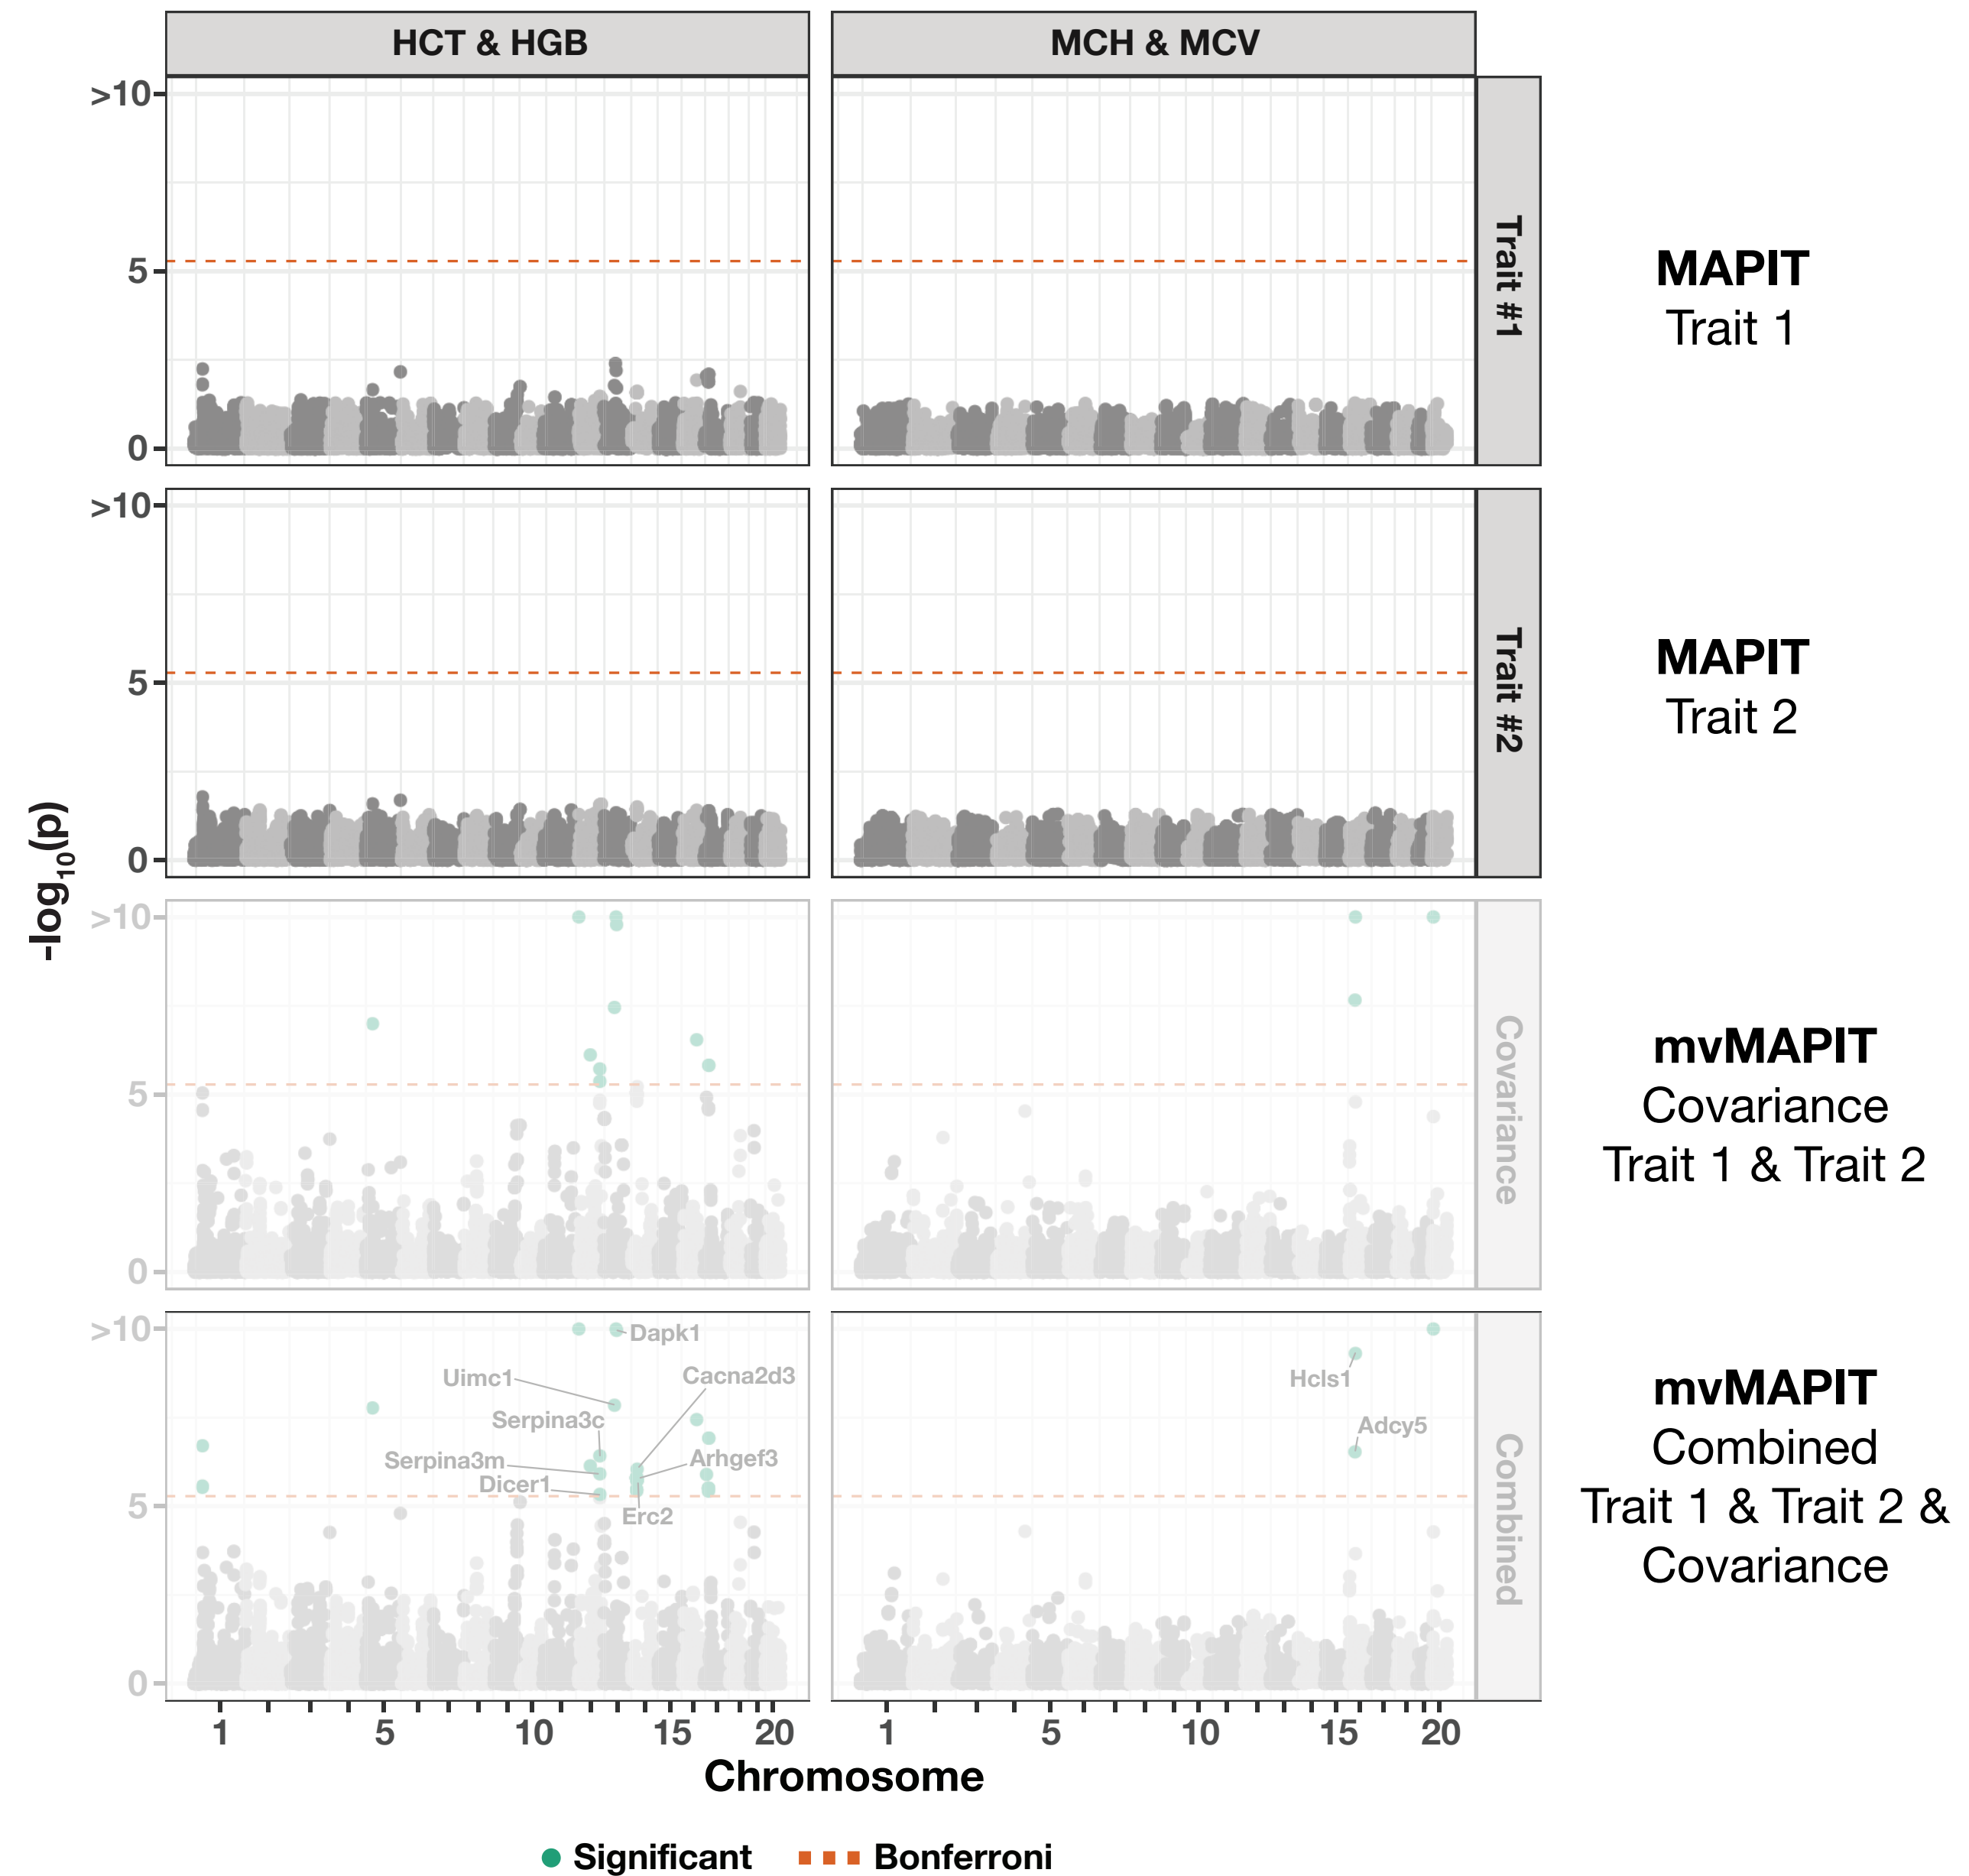 HCT & HGB
MCH & MCV
>10
5
0
Trait #1
MAPIT
Trait 1
>10
5
0
Trait #2
MAPIT
Trait 2
-log10(p)
>10
5
0
Covariance
mvMAPIT
Covariance
Trait 1 & Trait 2
>10
5
0
Dapk1
Uimc1
Cacna2d3
Serpina3c
Serpina3m
Arhgef3
Dicer1
Erc2
Hcls1
Adcy5
Combined
mvMAPIT
Combined
Trait 1 & Trait 2 &
Covariance
1 5 10 15 20
1 5 10 15 20
Chromosome
Significant
Bonferroni